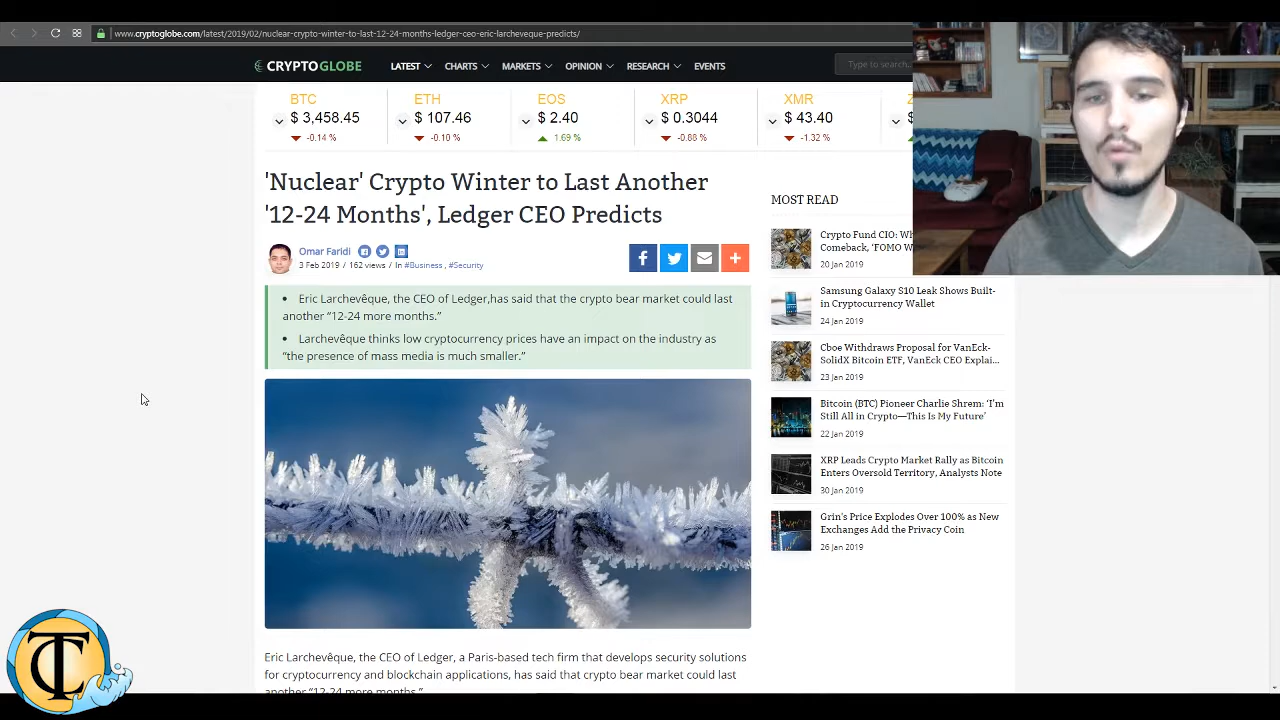 www.cryptoglobe.com/latest/2019/02/nuclear-crypto-winter-to-last-12-24-months-ledger-ceo-eric-larcheveque-predicts/
CRYPTOGLOBE
LATEST CHARTS MARKETS OPINION RESEARCH EVENTS
Type to search...
BTC ETH EOS XRP XMR
$ 3,458.45 $ 107.46 $ 2.40 $ 0.3044 $ 43.40 $
-0.14% -0.10% 1.69% -0.88% -1.32%
'Nuclear' Crypto Winter to Last Another
'12-24 Months', Ledger CEO Predicts
Omar Faridi
3 Feb 2019 / 162 views / In #Business , #Security
• Eric Larchevêque, the CEO of Ledger,has said that the crypto bear market could last
another “12-24 more months.”
• Larchevêque thinks low cryptocurrency prices have an impact on the industry as
“the presence of mass media is much smaller.”
Eric Larchevêque, the CEO of Ledger, a Paris-based tech firm that develops security solutions
for cryptocurrency and blockchain applications, has said that crypto bear market could last
another “12-24 more months.”
MOST READ
Crypto Fund CIO:
Comeback, 'FOMO
20 Jan 2019
Samsung Galaxy S10 Leak Shows Built-
in Cryptocurrency Wallet
24 Jan 2019
Cboe Withdraws Proposal for VanEck-
SolidX Bitcoin ETF, VanEck CEO Explai...
23 Jan 2019
Bitcoin (BTC) Pioneer Charlie Shrem: ‘I’m
Still All in Crypto—This Is My Future’
22 Jan 2019
XRP Leads Crypto Market Rally as Bitcoin
Enters Oversold Territory, Analysts Note
30 Jan 2019
Grin's Price Explodes Over 100% as New
Exchanges Add the Privacy Coin
26 Jan 2019